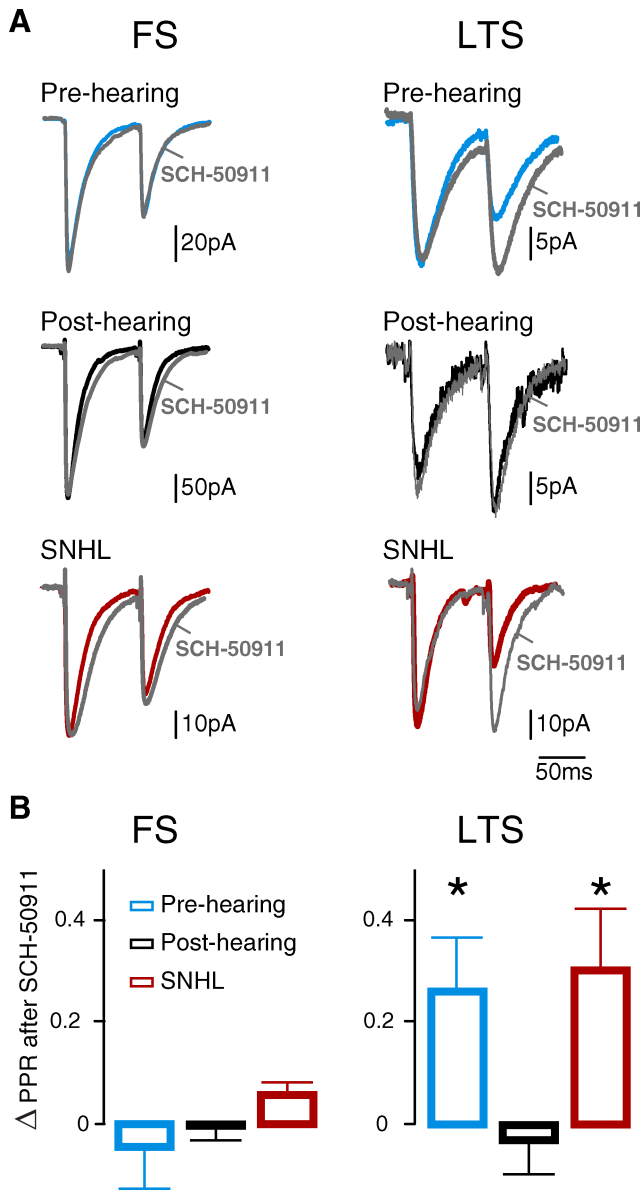 A
FS
LTS
Pre-hearing
Pre-hearing
SCH-50911
SCH-50911
20pA
5pA
Post-hearing
Post-hearing
SCH-50911
SCH-50911
50pA
5pA
SNHL
SNHL
SCH-50911
SCH-50911
10pA
10pA
50ms
B
FS
LTS
Δ PPR after SCH-50911
0.4
0.2
0
Pre-hearing
Post-hearing
SNHL
0.4
0.2
0
*
*